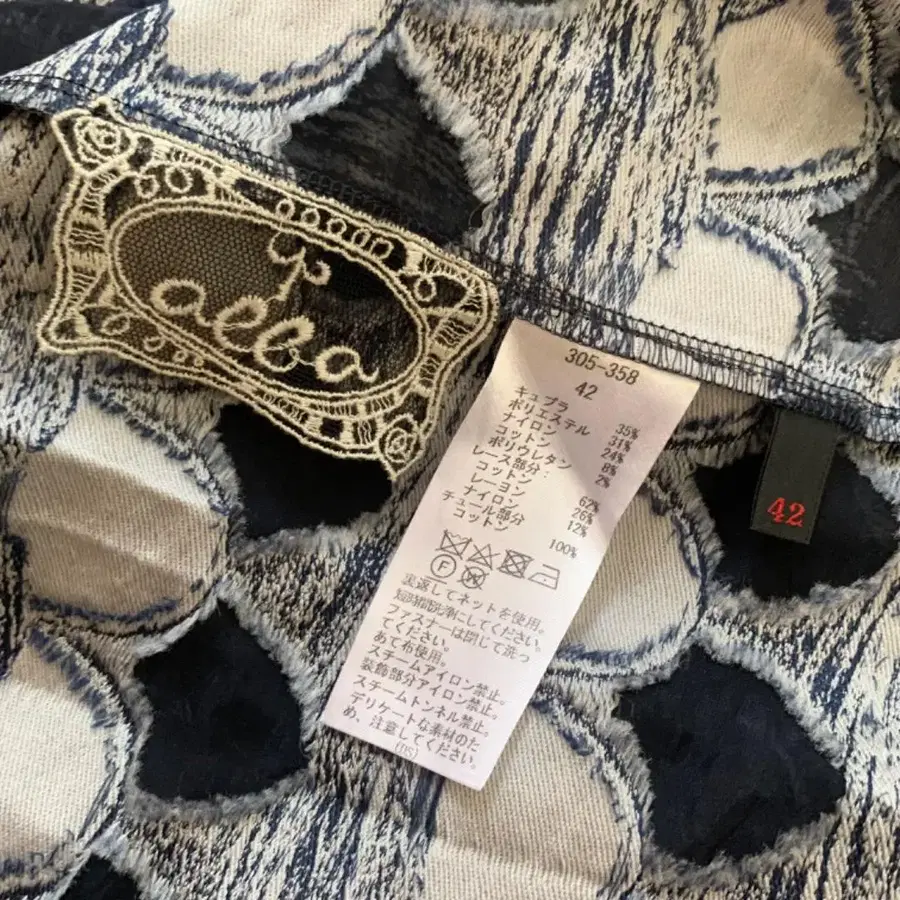 T
alba
305-358
42
キュプラ 35%
ポリエステル 31%
ナイロン 24%
コットン 8%
ポリウレタン 2%
レース部分:
コットン 62%
レーヨン 26%
ナイロン 12%
チュール部分
コットン 100%
F
裏返してネットを使用。
短時間洗浄にしてください。
ファスナーは閉じて洗っ
てください。
あて布使用。
スチームアイロン禁止。
装飾部分アイロン禁止。
スチームトンネル禁止。
デリケートな素材のた
め、注意してください。
(05)
42